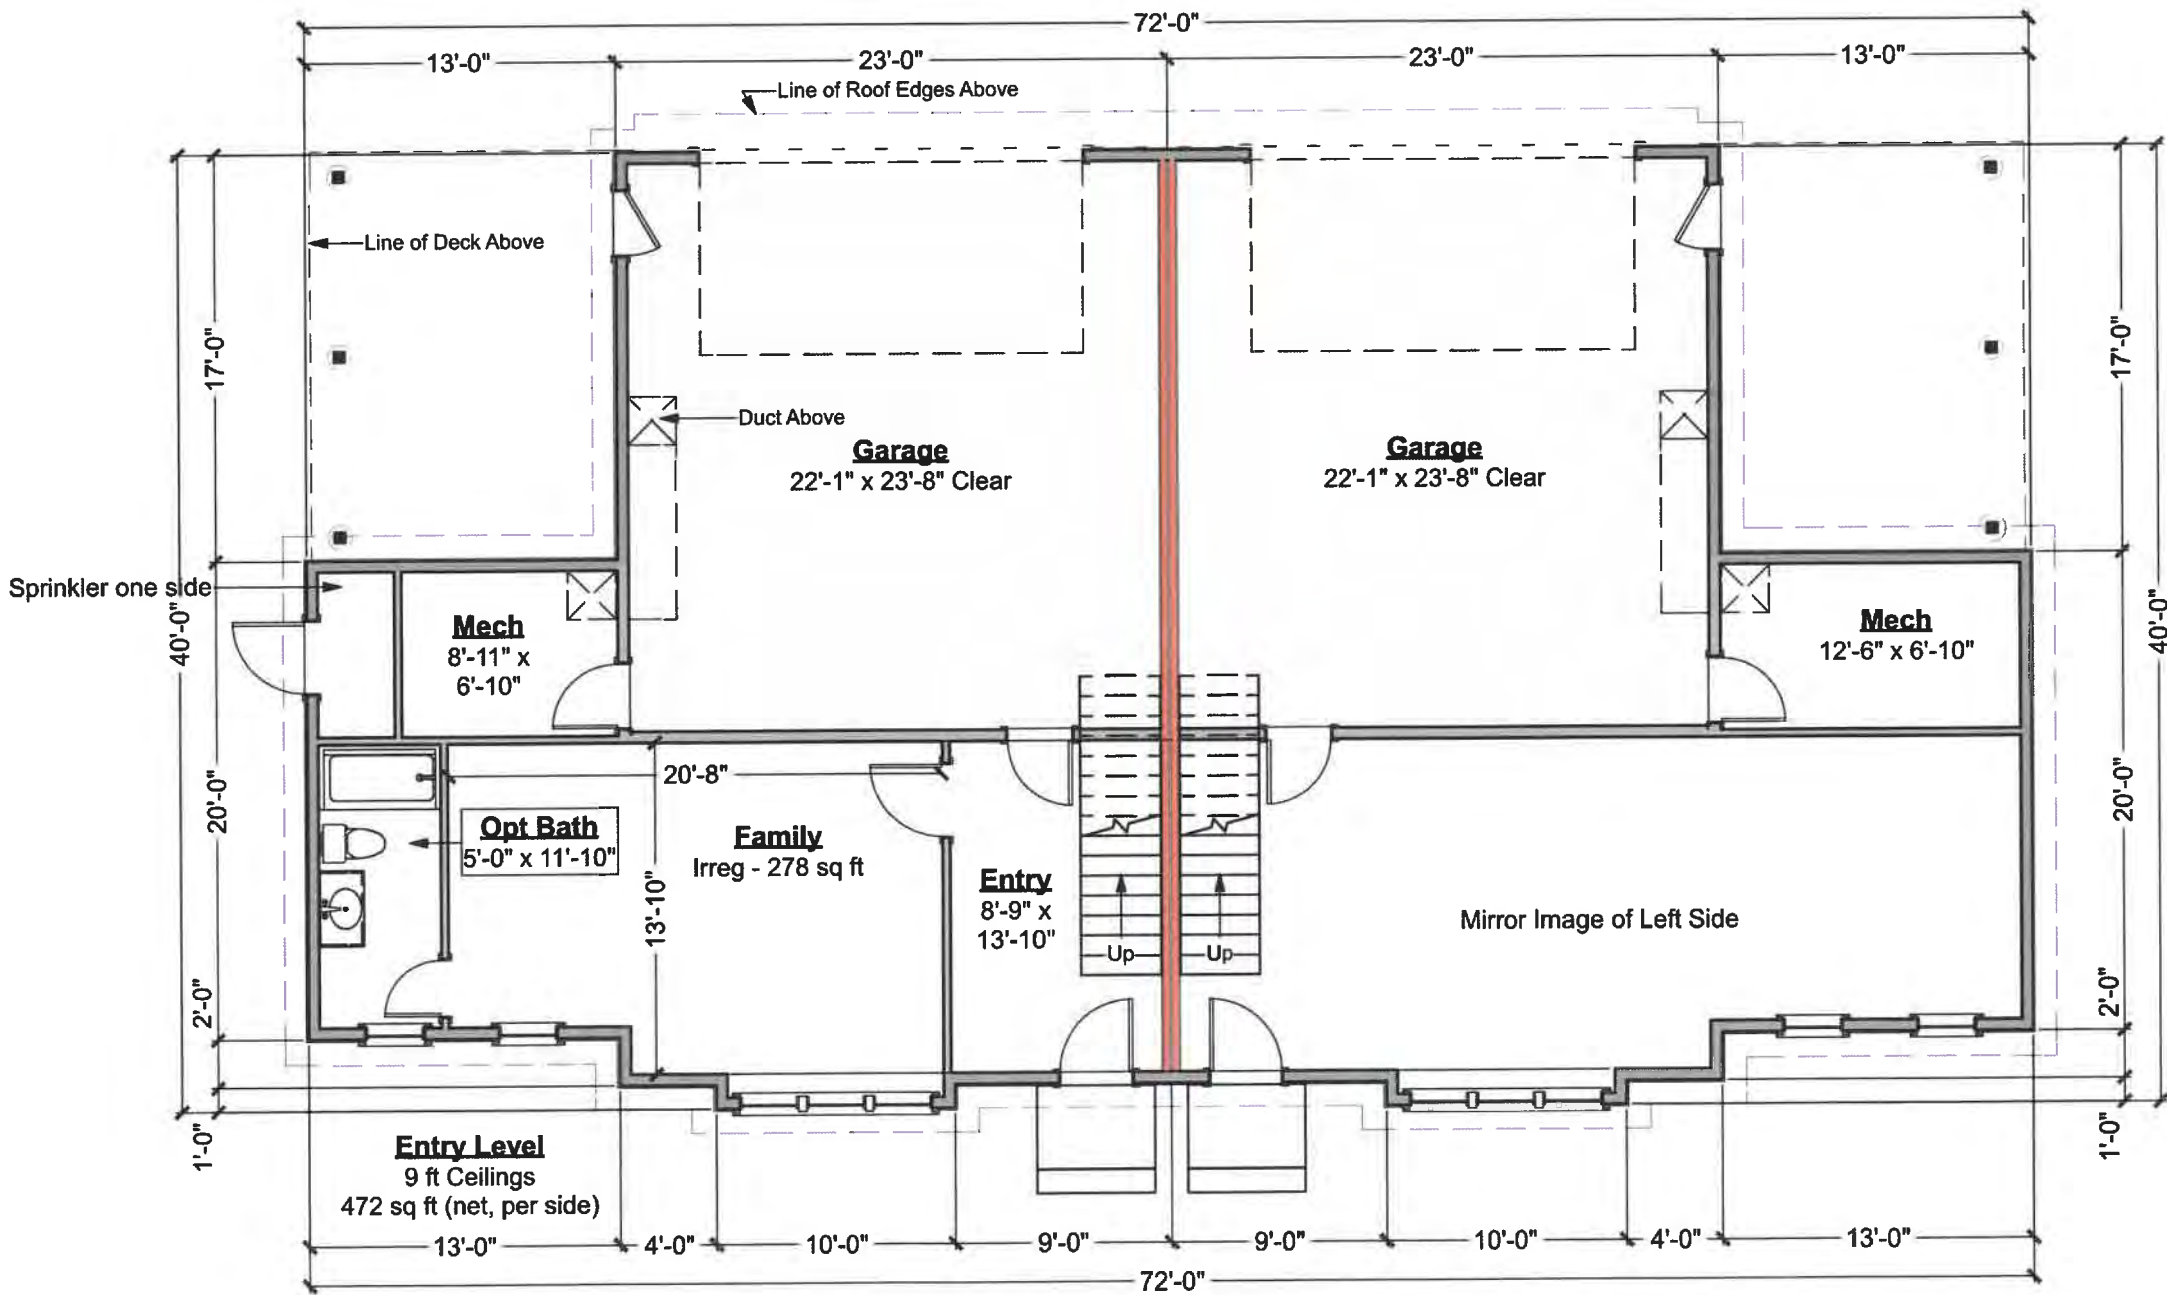 72'-0"
13'-0"
23'-0"
23'-0"
13'-0"
Line of Roof Edges Above
Line of Deck Above
17'-0"
17'-0"
Duct Above
Garage
22'-1" x 23'-8" Clear
Garage
22'-1" x 23'-8" Clear
Sprinkler one side
40'-0"
Mech
8'-11" x
6'-10"
Mech
12'-6" x 6'-10"
40'-0"
20'-0"
20'-8"
Opt Bath
5'-0" x 11'-10"
Family
Irreg - 278 sq ft
13'-10"
Entry
8'-9" x
13'-10"
Up
Up
Mirror Image of Left Side
20'-0"
2'-0"
2'-0"
1'-0"
1'-0"
Entry Level
9 ft Ceilings
472 sq ft (net, per side)
13'-0"
4'-0"
10'-0"
9'-0"
9'-0"
10'-0"
4'-0"
13'-0"
72'-0"